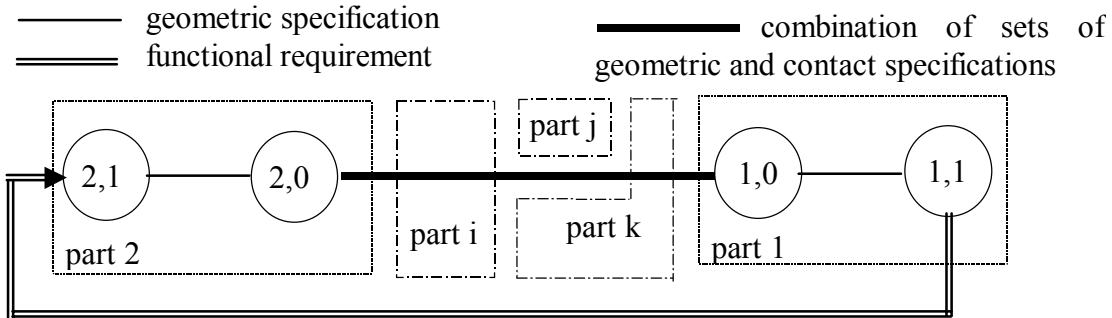 geometric specification
functional requirement
combination of sets of
geometric and contact specifications
part j
2,1
2,0
1,0
1,1
part 2
part i
part k
part 1